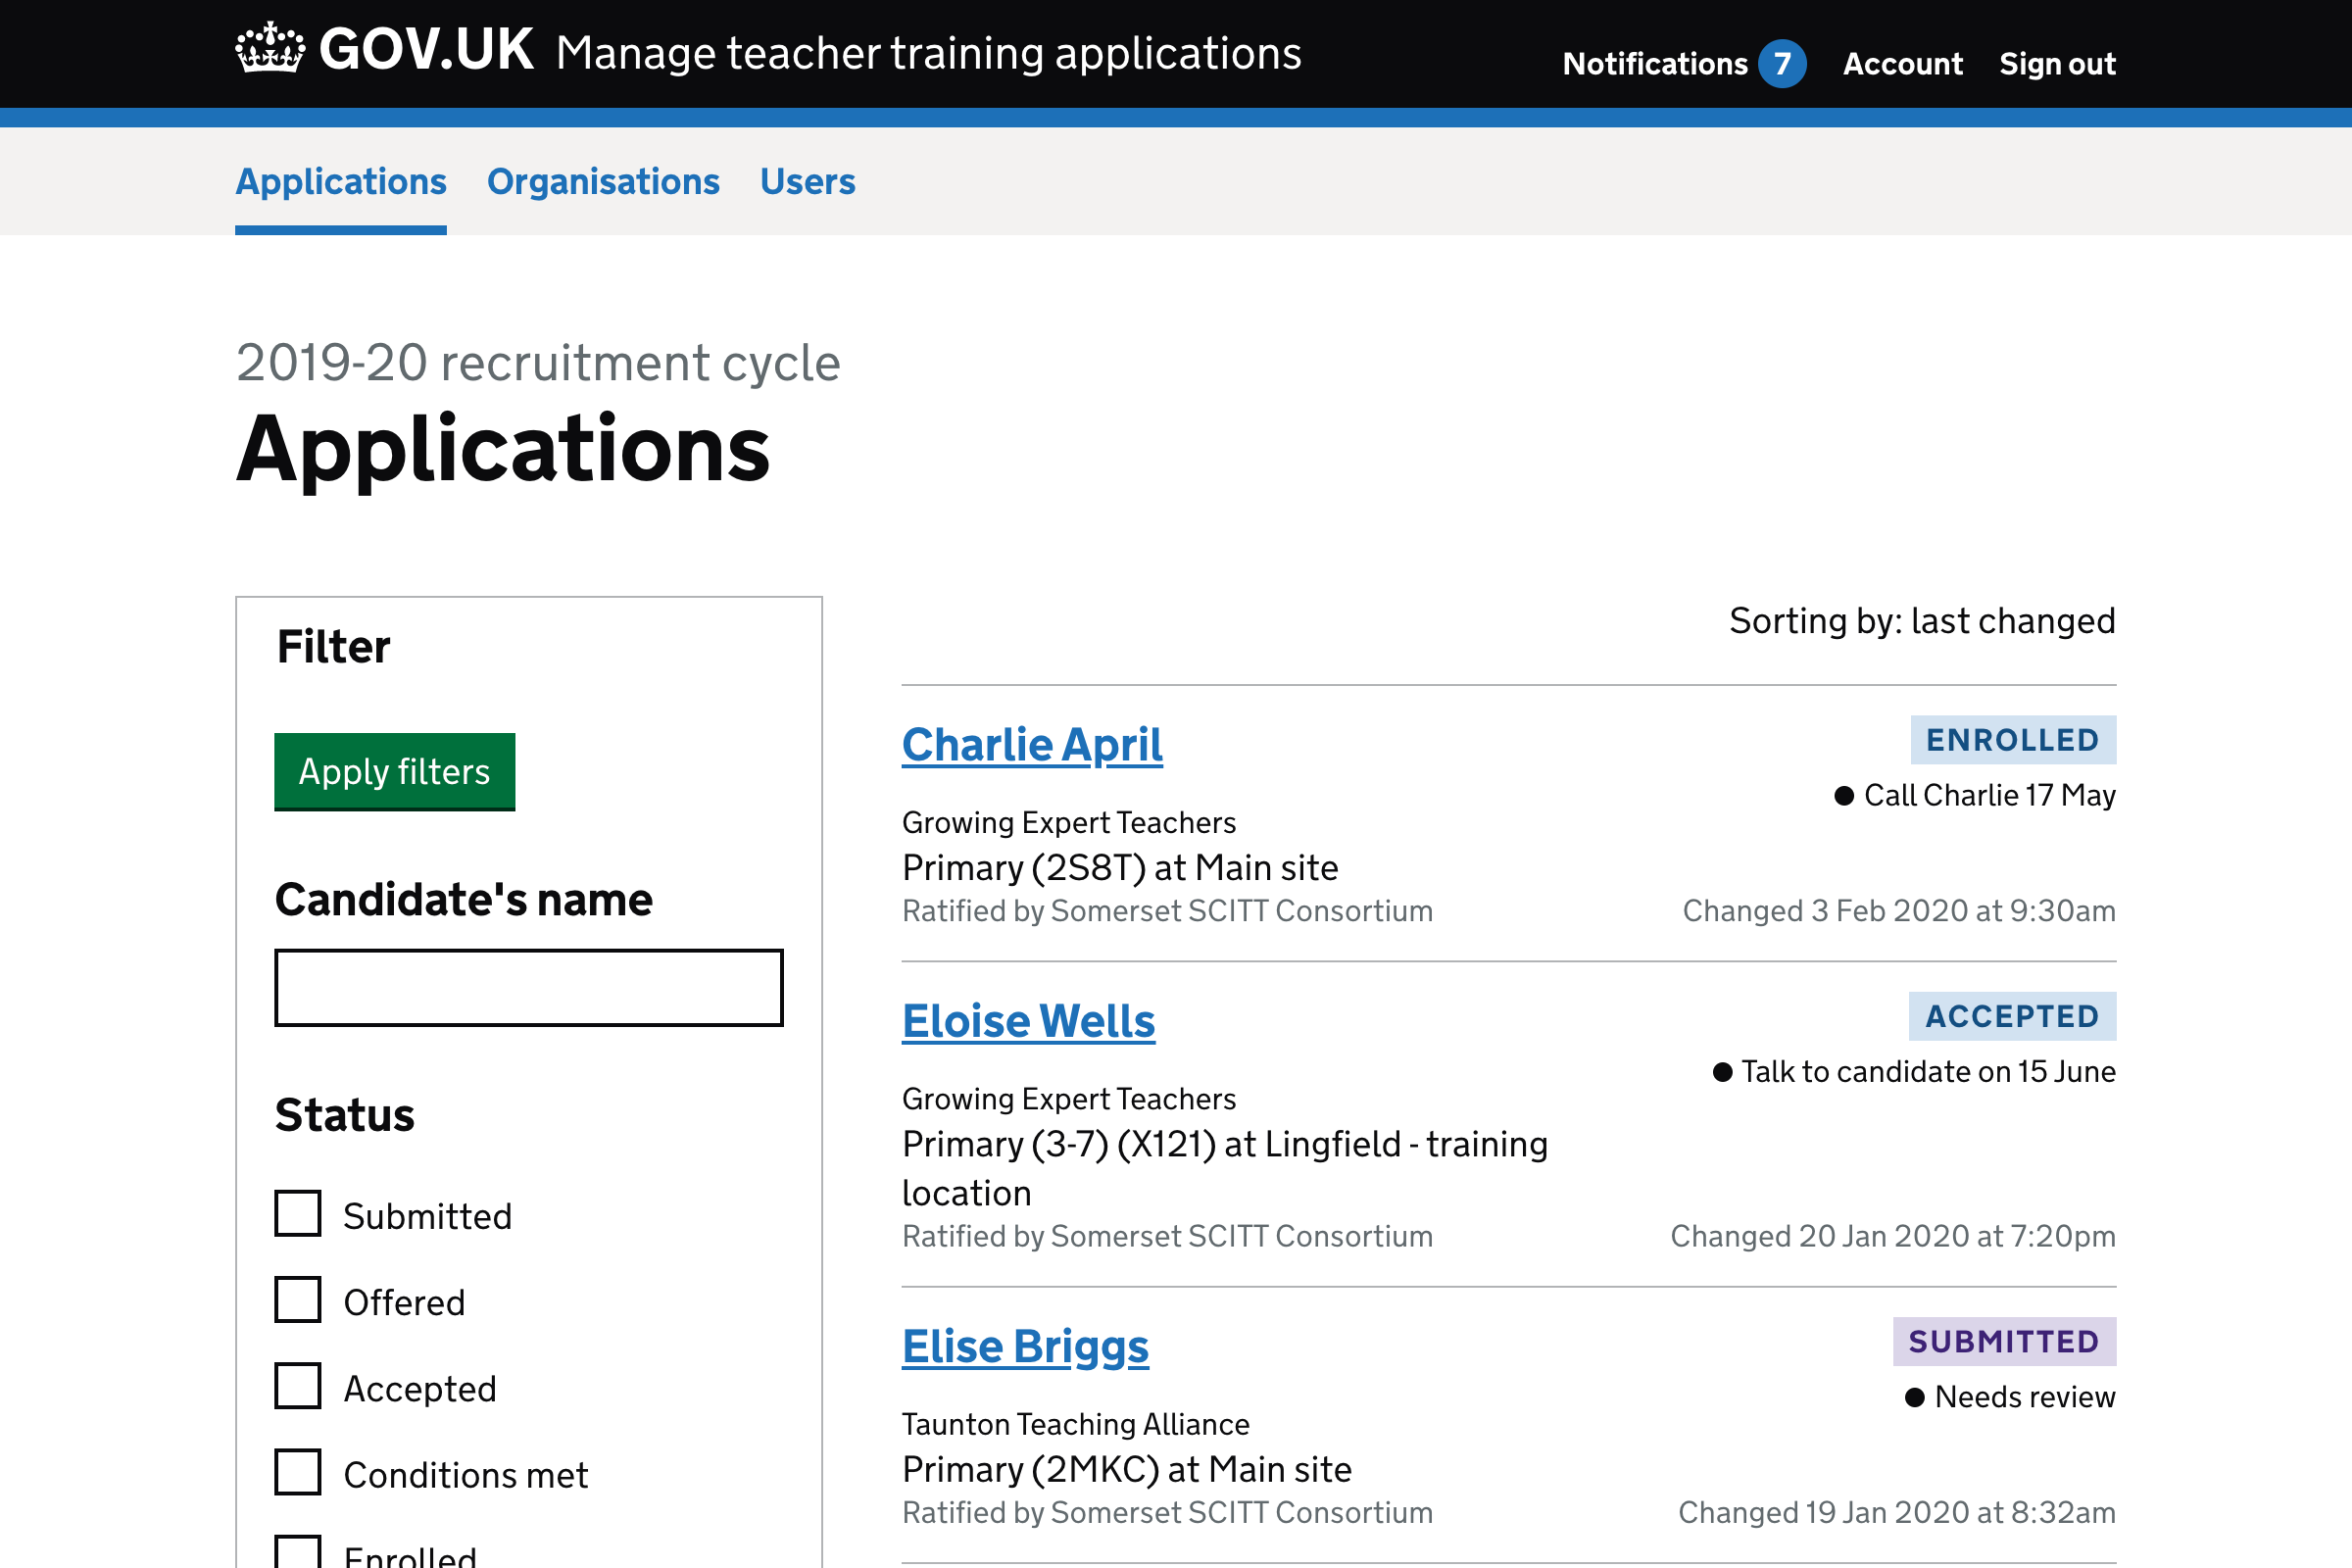 GOV.UK Manage teacher training applications
Notifications 7 Account Sign out
Applications Organisations Users
2019-20 recruitment cycle
Applications
Filter
Apply filters
Candidate's name
Status
Submitted
Offered
Accepted
Conditions met
Enrolled
Sorting by: last changed
Charlie April
ENROLLED
Call Charlie 17 May
Growing Expert Teachers
Primary (2S8T) at Main site
Ratified by Somerset SCITT Consortium
Changed 3 Feb 2020 at 9:30am
Eloise Wells
ACCEPTED
Talk to candidate on 15 June
Growing Expert Teachers
Primary (3-7) (X121) at Lingfield - training
location
Ratified by Somerset SCITT Consortium
Changed 20 Jan 2020 at 7:20pm
Elise Briggs
SUBMITTED
Needs review
Taunton Teaching Alliance
Primary (2MKC) at Main site
Ratified by Somerset SCITT Consortium
Changed 19 Jan 2020 at 8:32am